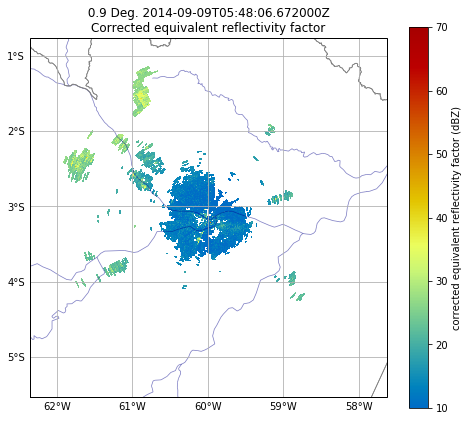 0.9 Deg. 2014-09-09T05:48:06.672000Z
Corrected equivalent reflectivity factor
1°S
2°S
3°S
4°S
5°S
62°W 61°W 60°W 59°W 58°W
70
60
50
40
30
20
10
corrected equivalent reflectivity factor (dBZ)